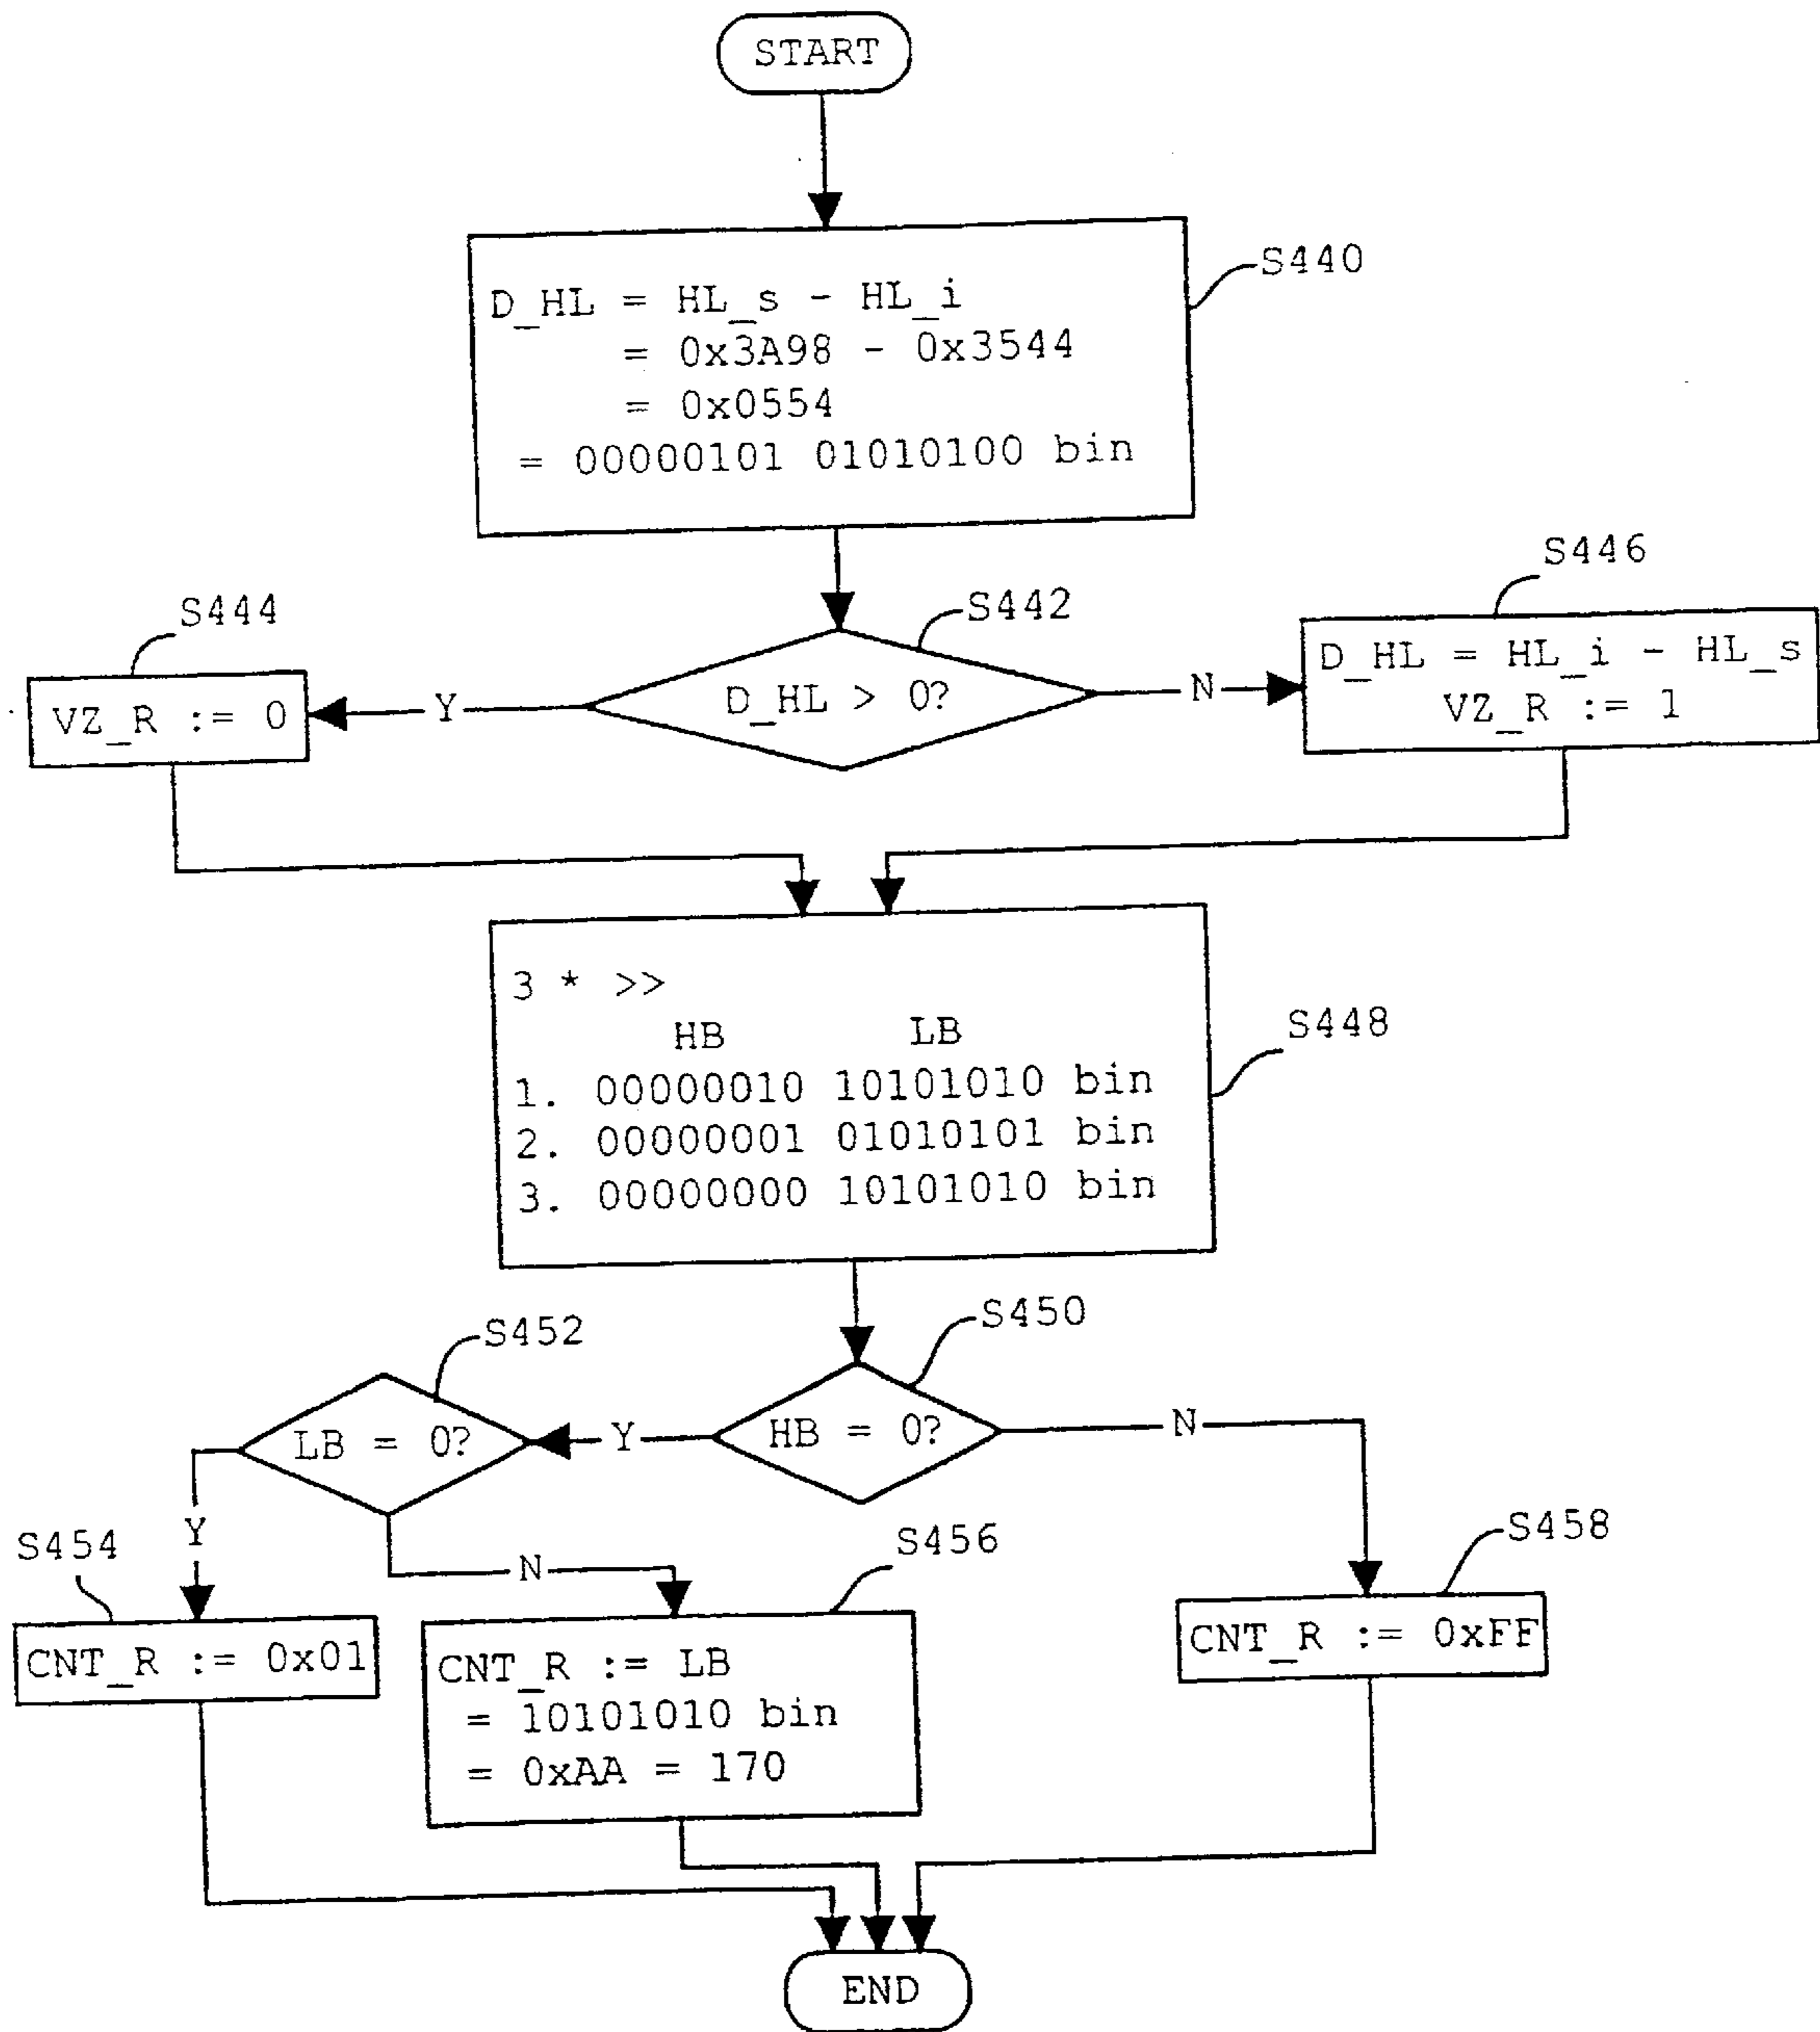 START
S440
D_HL = HL_s - HL_i
= 0x3A98 - 0x3544
= 0x0554
= 00000101 01010100 bin
S446
S444
S442
D_HL = HL_i - HL_s
VZ_R := 1
VZ_R := 0
Y
D_HL > 0?
N
3 * >>
HB LB
S448
1. 00000010 10101010 bin
2. 00000001 01010101 bin
3. 00000000 10101010 bin
S450
S452
LB = 0?
Y
HB = 0?
N
Y
N
S454
S456
S458
CNT_R := 0x01
CNT_R := LB
= 10101010 bin
= 0xAA = 170
CNT_R := 0xFF
END